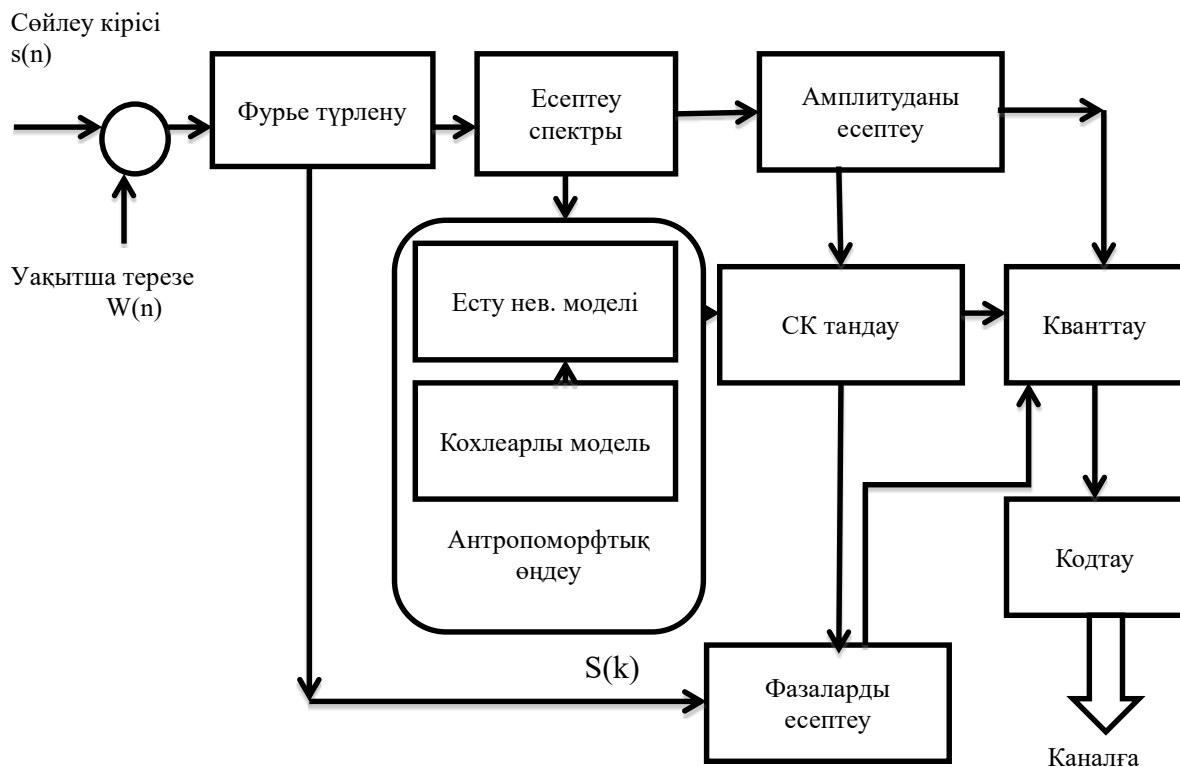 Сөйлеу кірісі
s(n)
Фурье түрлену
Есептеу
спектры
Амплитуданы
есептеу
Уақытша терезе
W(n)
Есту нев. моделі
СК тандау
Кванттау
Кохлеарлы модель
Антропоморфтық
өңдеу
Кодтау
S(k)
Фазаларды
есептеу
Каналға